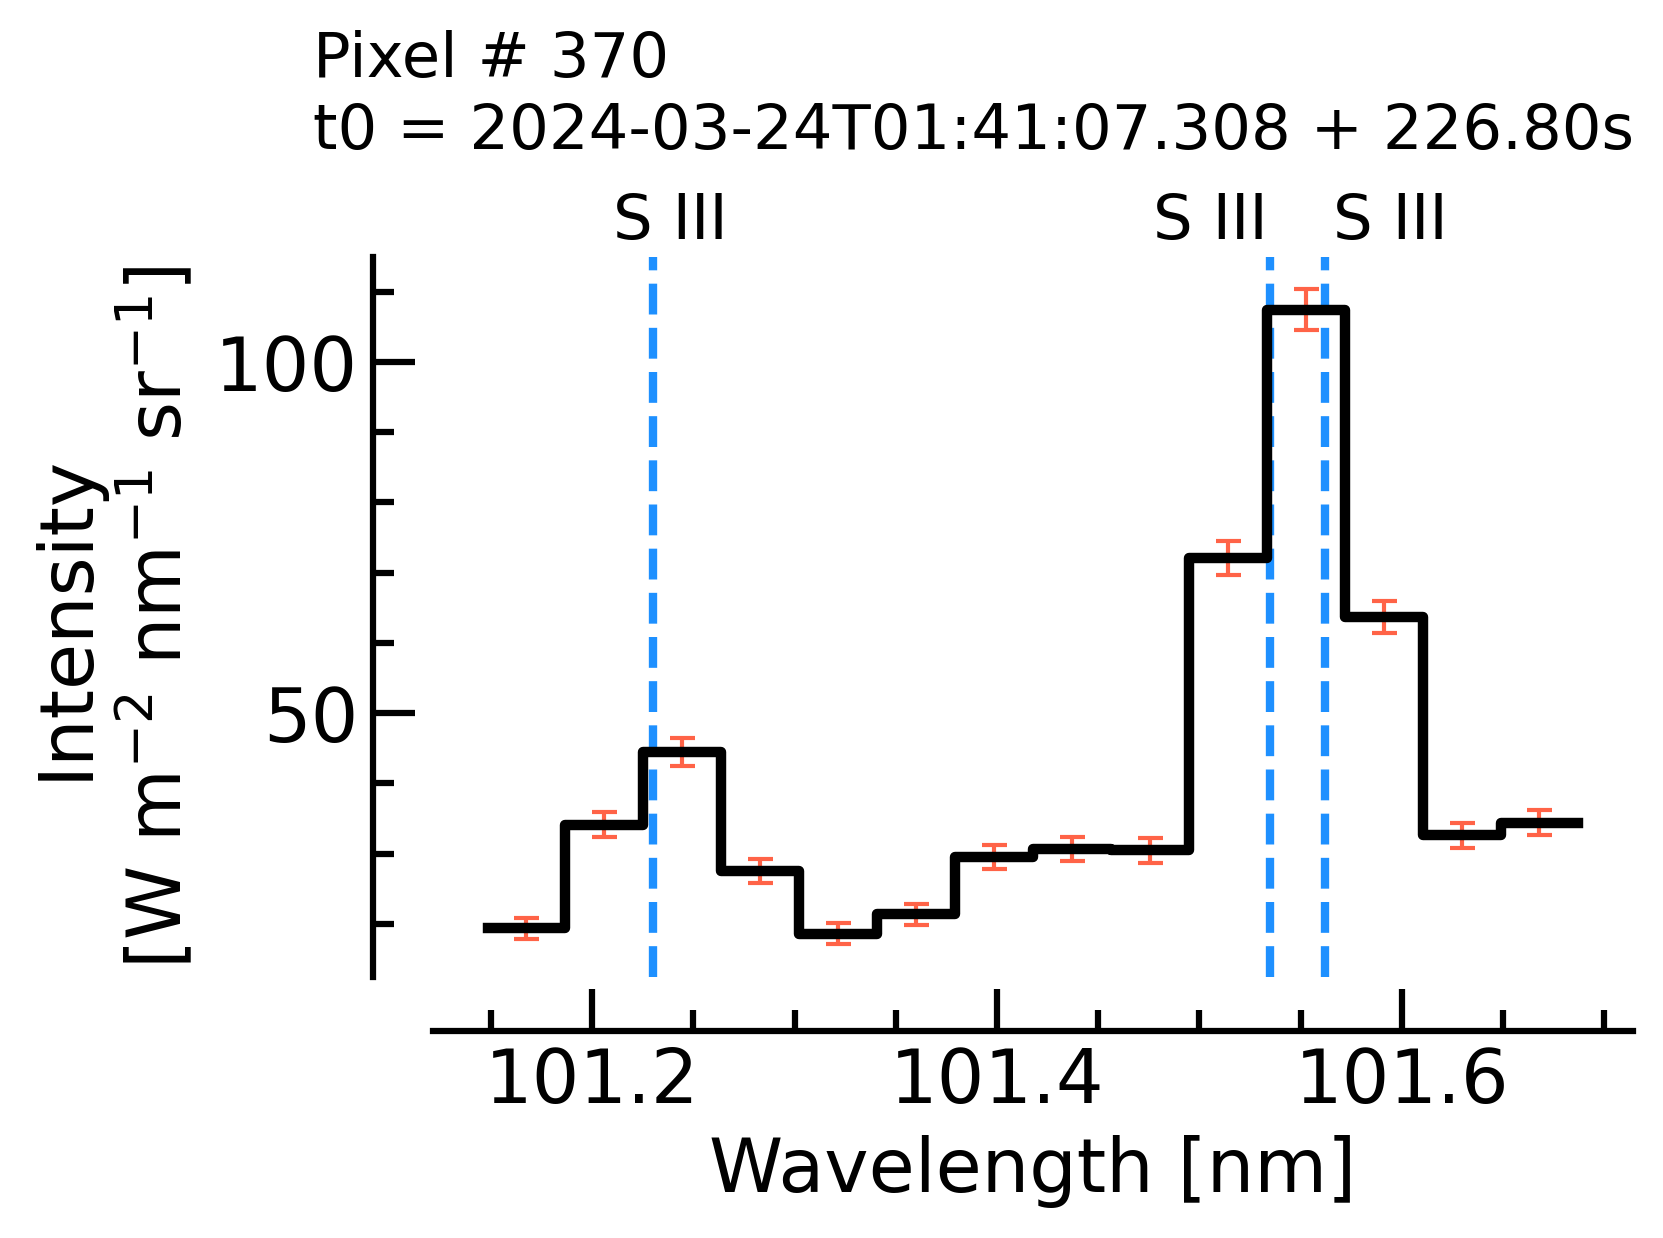 Pixel # 370
t0 = 2024-03-24T01:41:07.308 + 226.80s
S III S III S III
Intensity
[W m⁻² nm⁻¹ sr⁻¹]
100
50
101.2 101.4 101.6
Wavelength [nm]